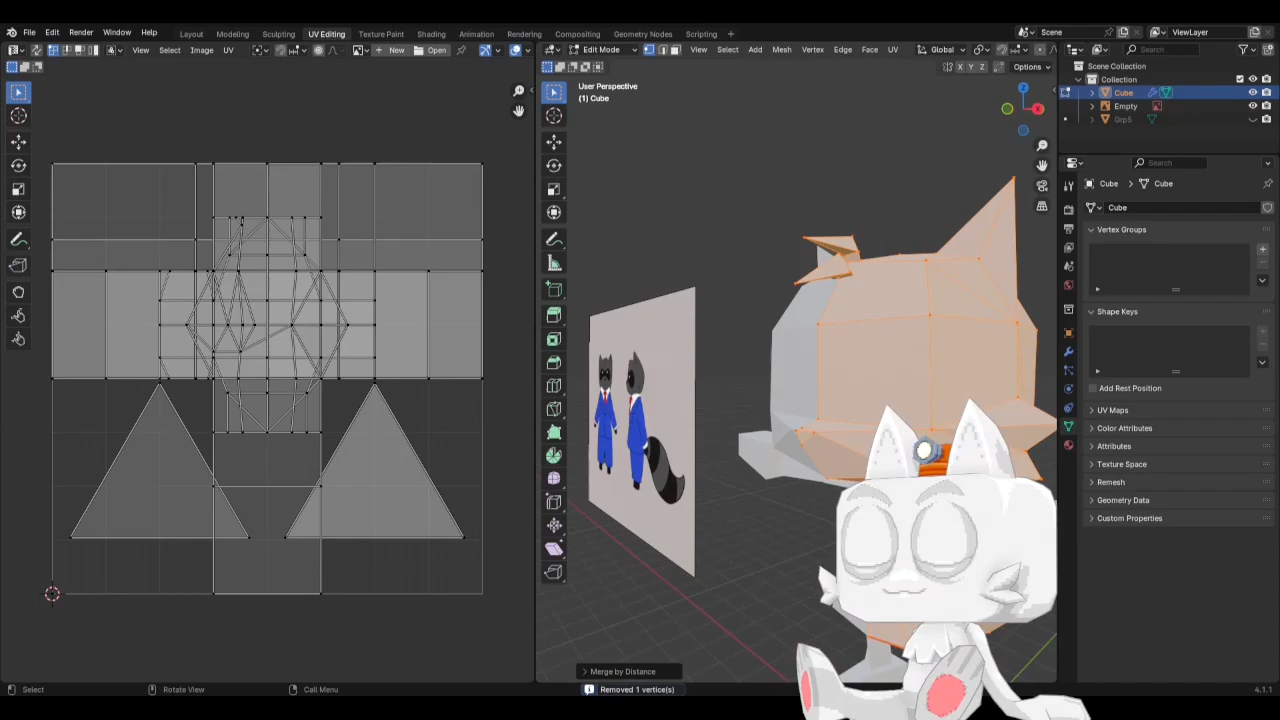 File Edit Render Window Help Layout Modeling Sculpting UV Editing Texture Paint Shading Animation Rendering Compositing Geometry Nodes Scripting Scene ViewLayer
View Select Image UV New Open Edit Mode View Select Add Mesh Vertex Edge Face UV Global Search
X Y Z Options
Scene Collection
Collection
Cube
Empty
GrpS
User Perspective
(1) Cube
Search
Cube Cube
Cube
Vertex Groups
Shape Keys
Add Rest Position
UV Maps
Color Attributes
Attributes
Texture Space
Remesh
Geometry Data
Custom Properties
Merge by Distance
Select Rotate View Call Menu Removed 1 vertice(s) 4.1.1